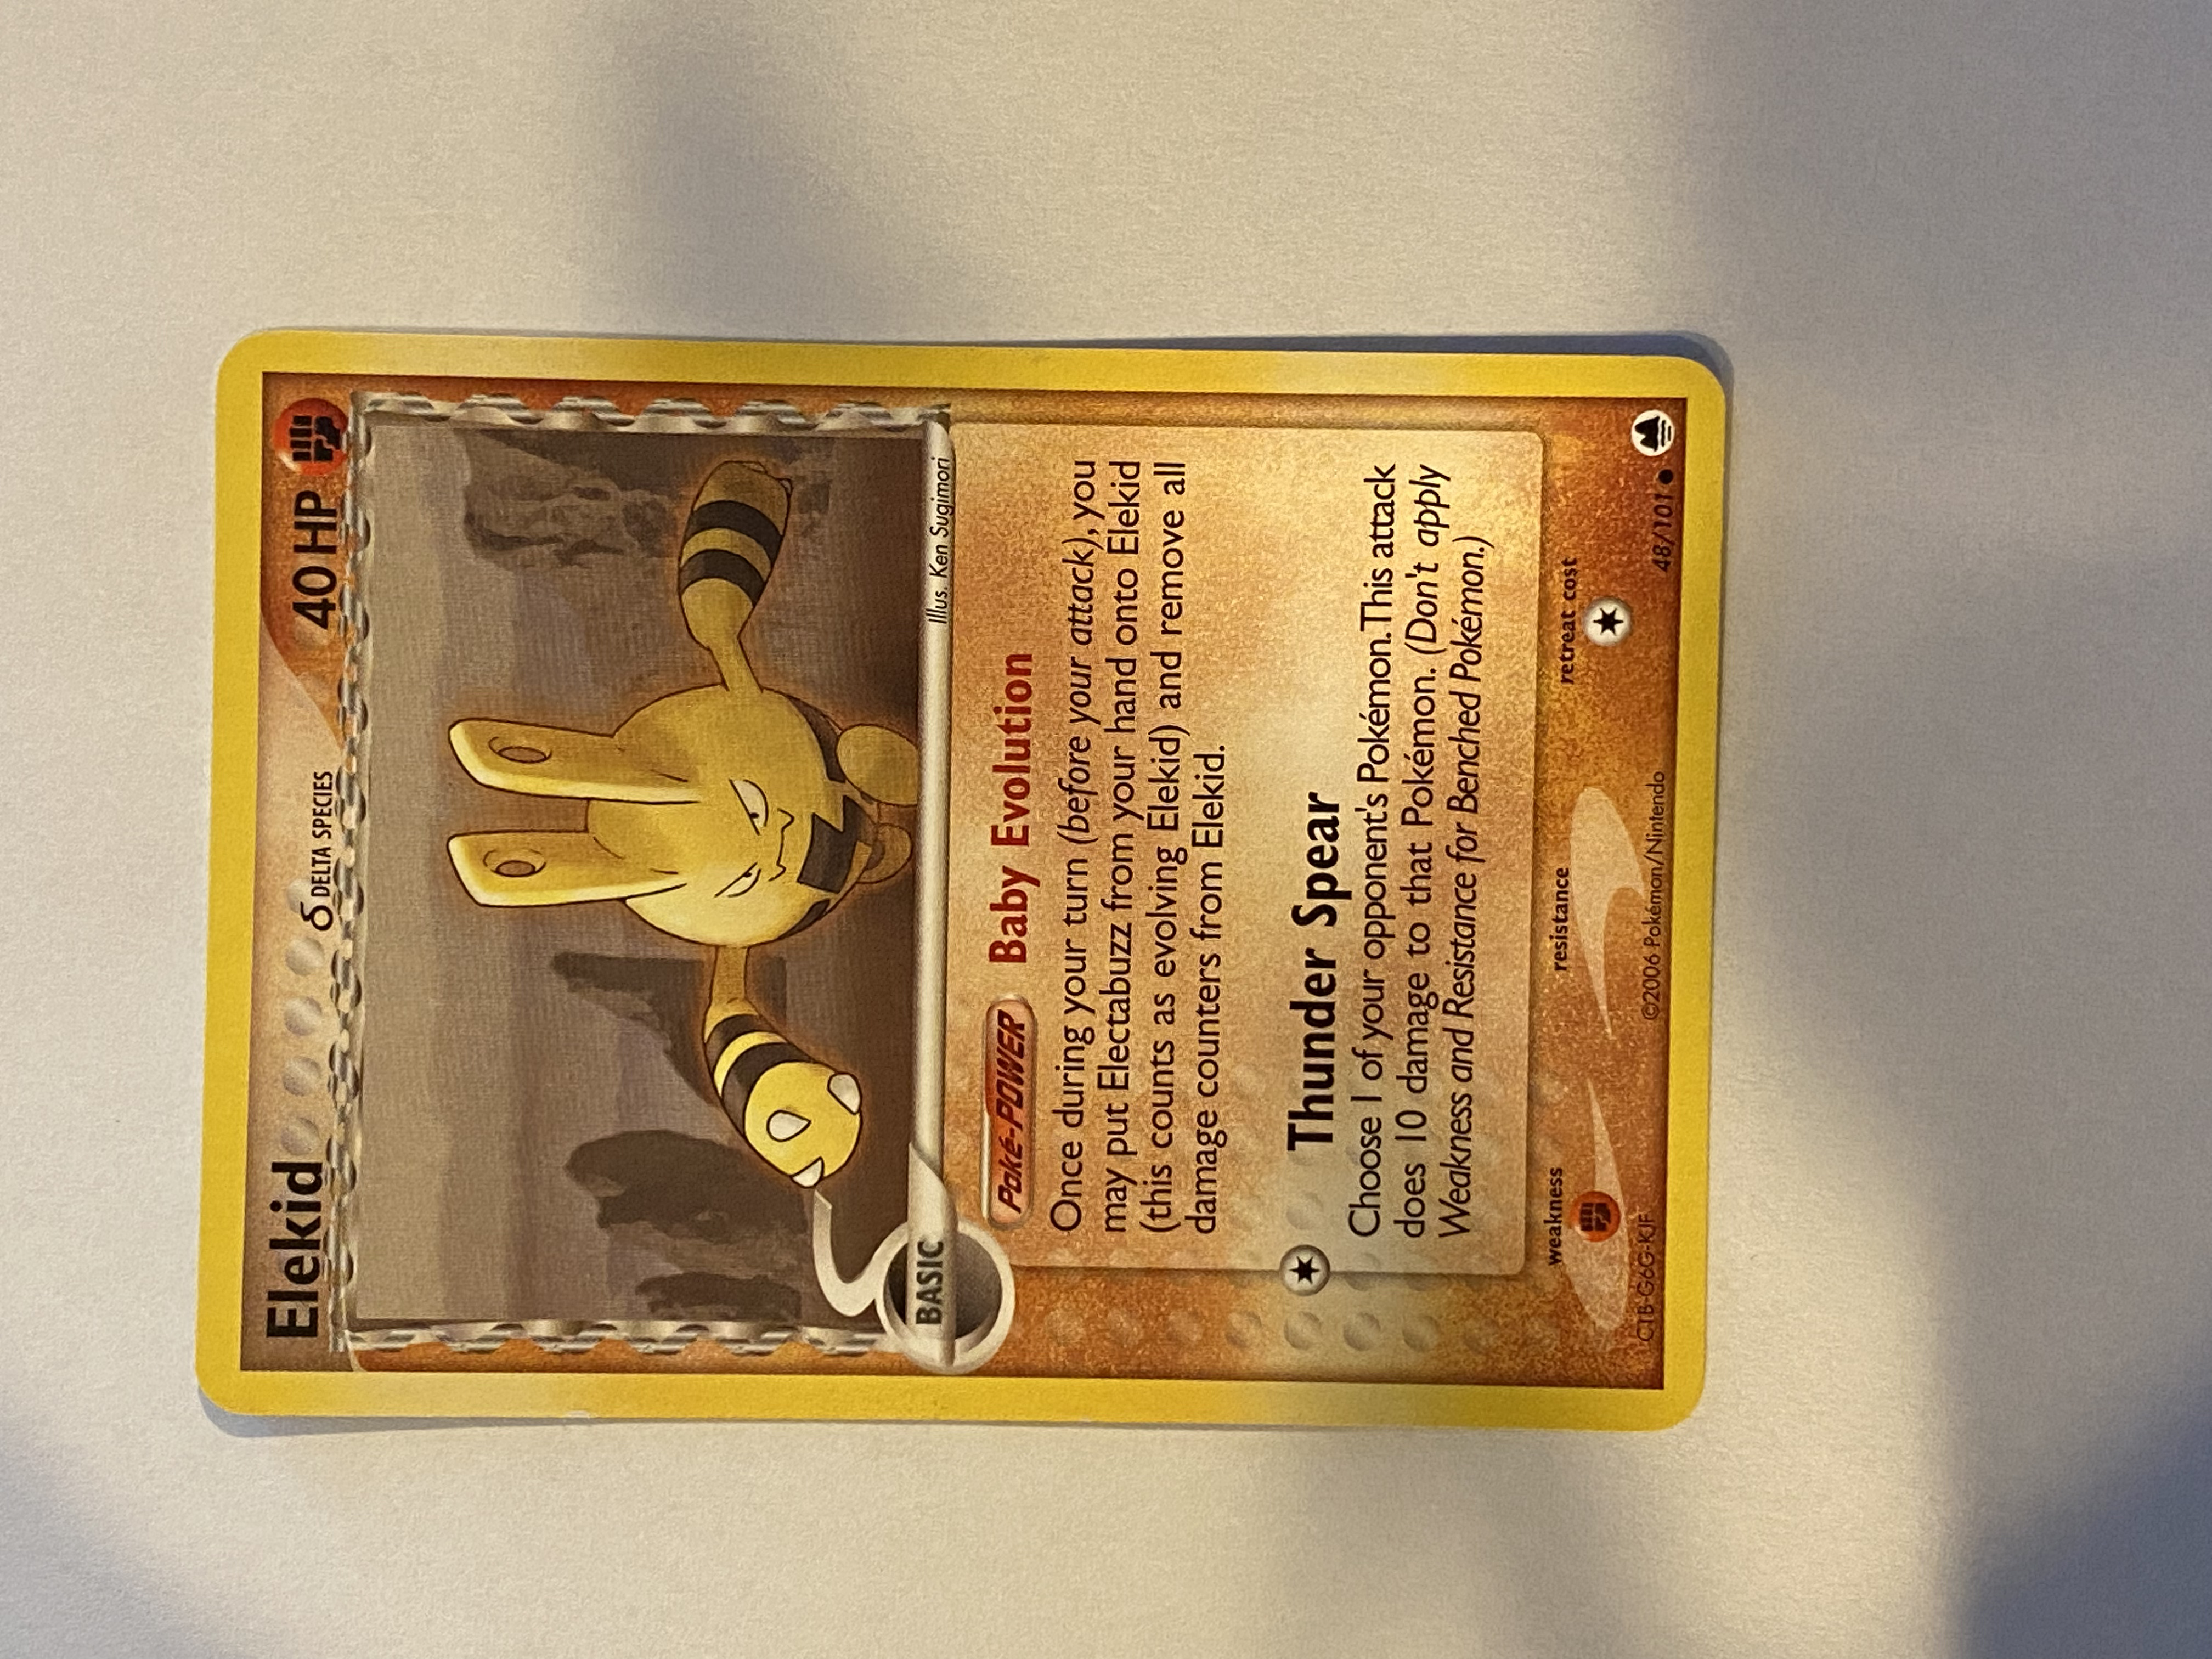 Elekid
δ DELTA SPECIES
40 HP
BASIC
Illus. Ken Sugimori
Poké-POWER Baby Evolution
Once during your turn (before your attack), you
may put Electabuzz from your hand onto Elekid
(this counts as evolving Elekid) and remove all
damage counters from Elekid.
Thunder Spear
Choose 1 of your opponent's Pokémon. This attack
does 10 damage to that Pokémon. (Don't apply
Weakness and Resistance for Benched Pokémon.)
weakness resistance retreat cost
CTB-G6G-KJF ©2006 Pokémon/Nintendo 48/101 ●